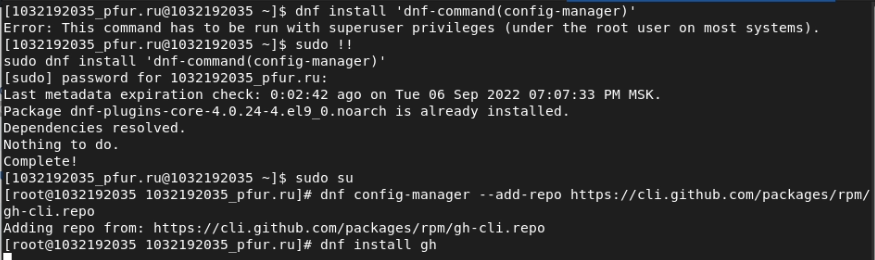 [1032192035_pfur.ru@1032192035 ~]$ dnf install 'dnf-command(config-manager)'
Error: This command has to be run with superuser privileges (under the root user on most systems).
[1032192035_pfur.ru@1032192035 ~]$ sudo !!
sudo dnf install 'dnf-command(config-manager)'
[sudo] password for 1032192035_pfur.ru:
Last metadata expiration check: 0:02:42 ago on Tue 06 Sep 2022 07:07:33 PM MSK.
Package dnf-plugins-core-4.0.24-4.el9_0.noarch is already installed.
Dependencies resolved.
Nothing to do.
Complete!
[1032192035_pfur.ru@1032192035 ~]$ sudo su
[root@1032192035 1032192035_pfur.ru]# dnf config-manager --add-repo https://cli.github.com/packages/rpm/
gh-cli.repo
Adding repo from: https://cli.github.com/packages/rpm/gh-cli.repo
[root@1032192035 1032192035_pfur.ru]# dnf install gh